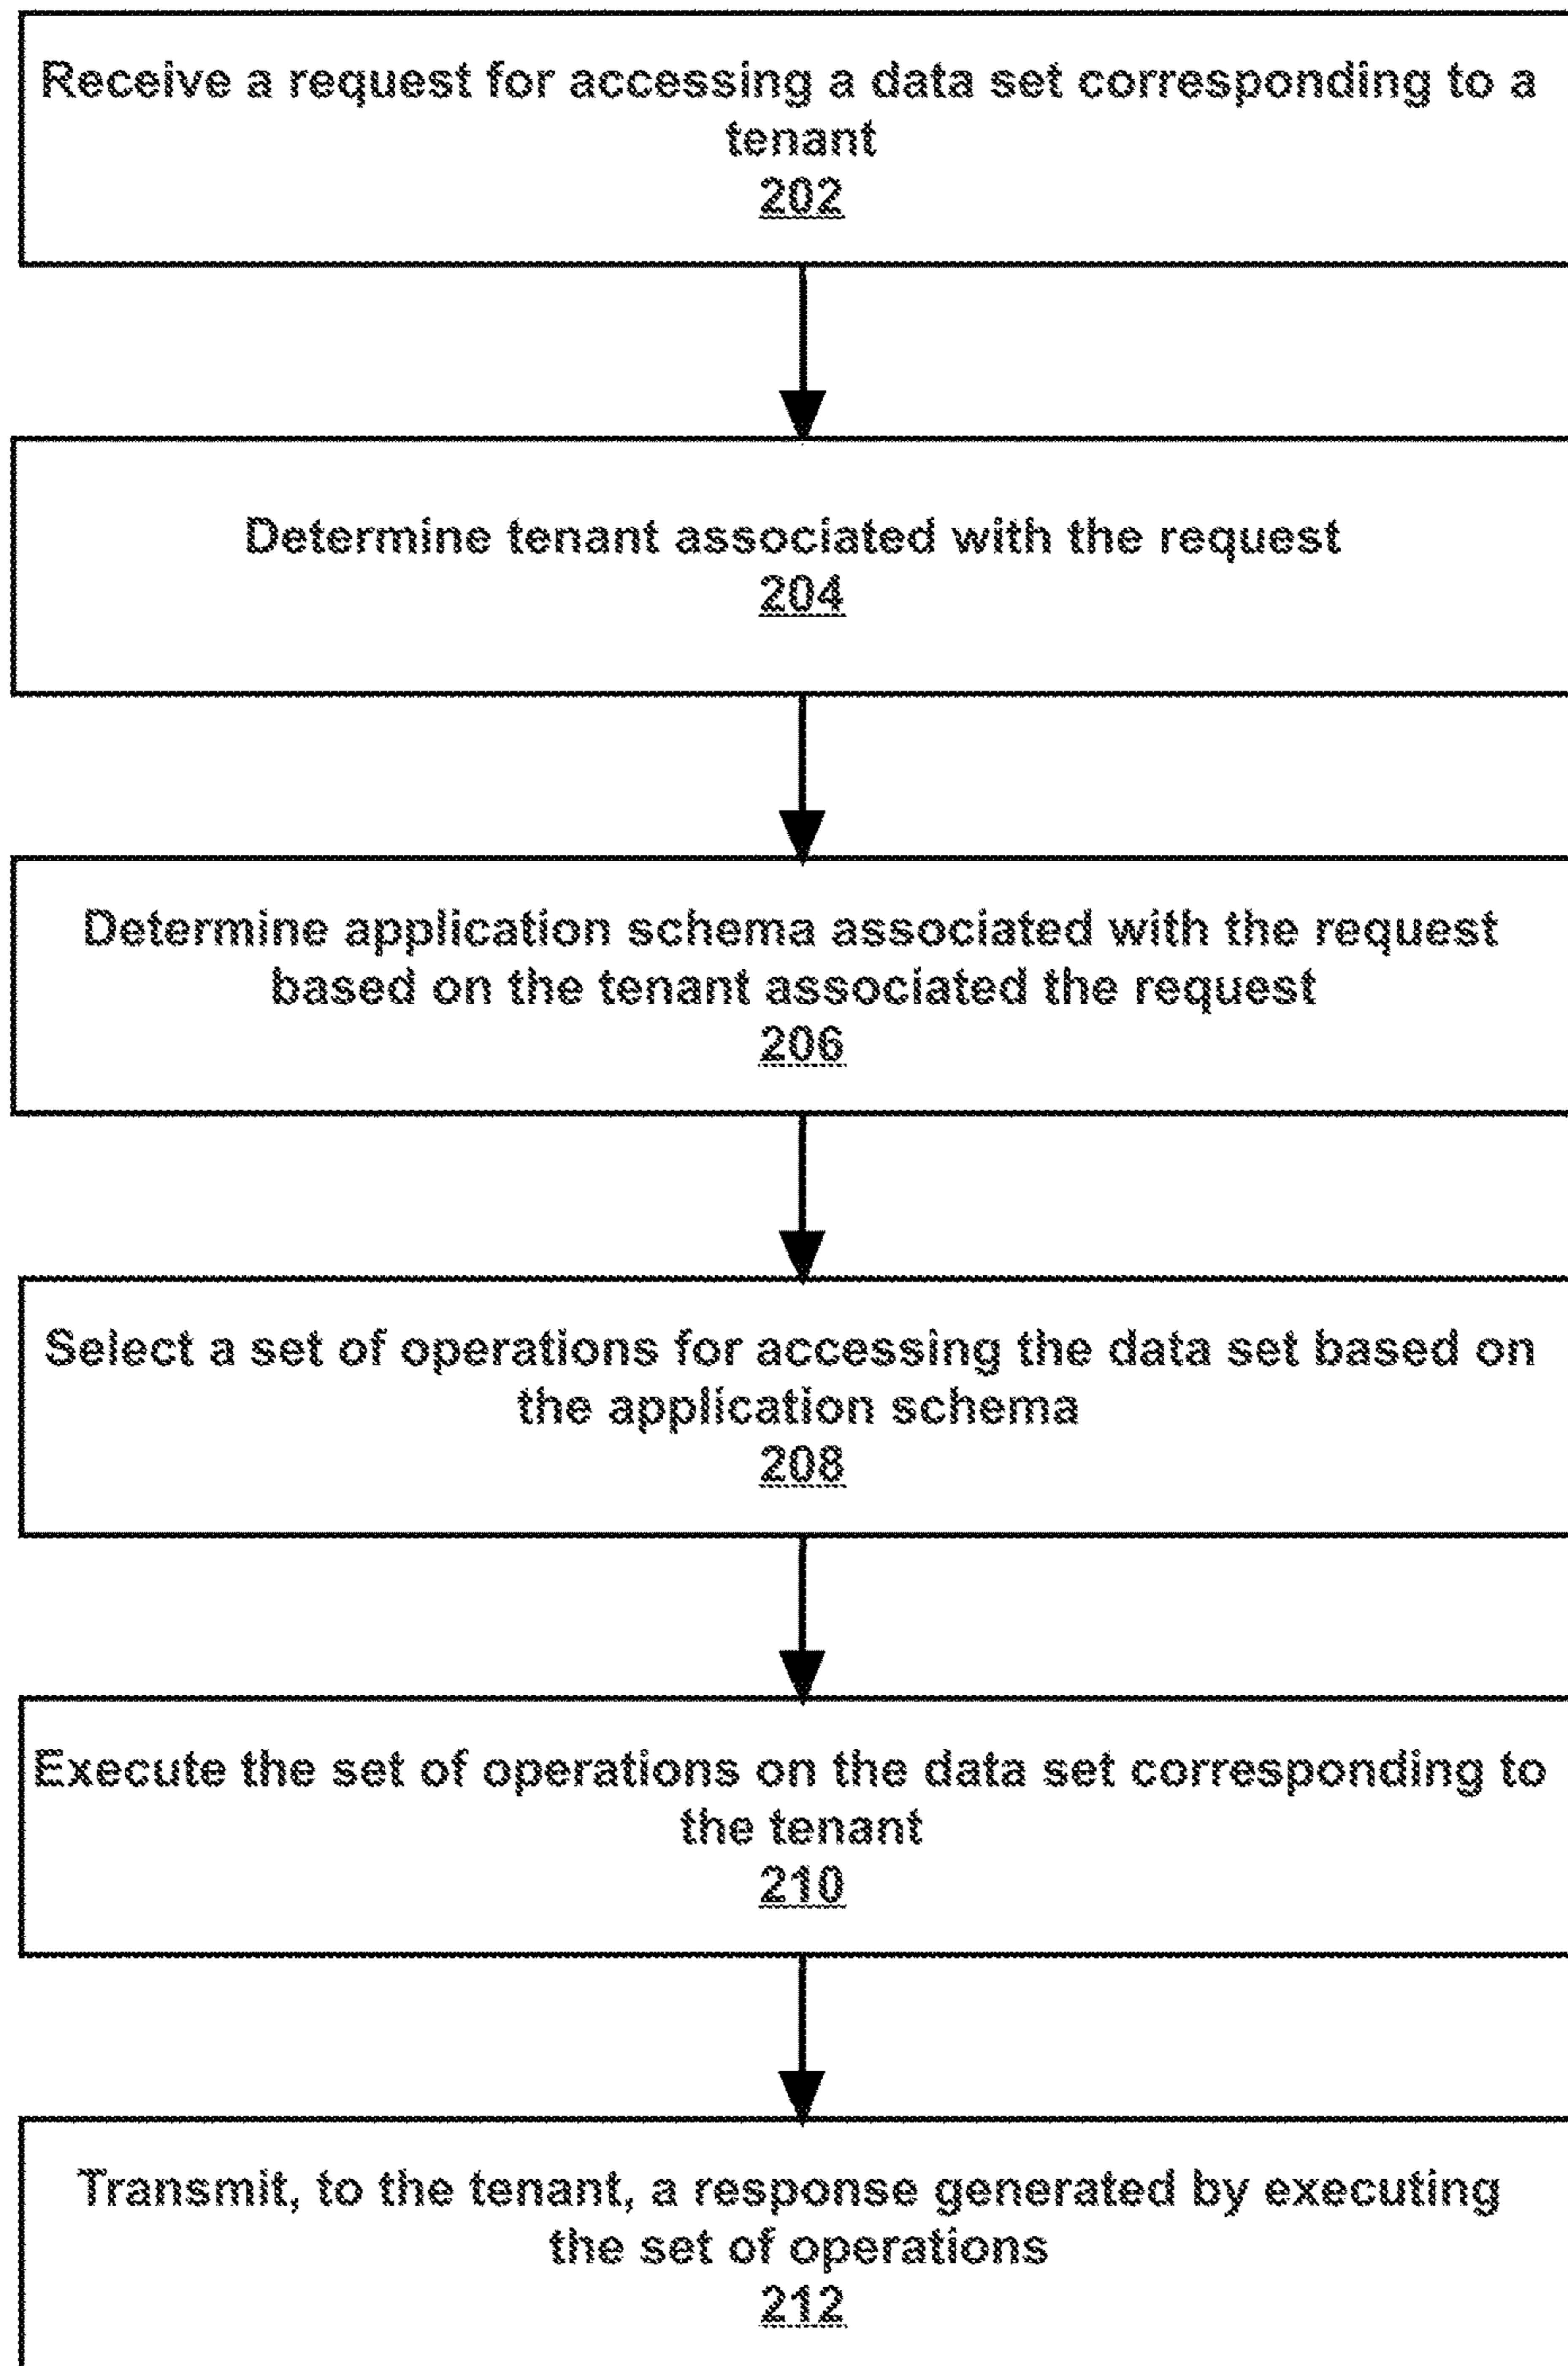 Receive a request for accessing a data set corresponding to a
tenant
202
Determine tenant associated with the request
204
Determine application schema associated with the request
based on the tenant associated the request
206
Select a set of operations for accessing the data set based on
the application schema
208
Execute the set of operations on the data set corresponding to
the tenant
210
Transmit, to the tenant, a response generated by executing
the set of operations
212